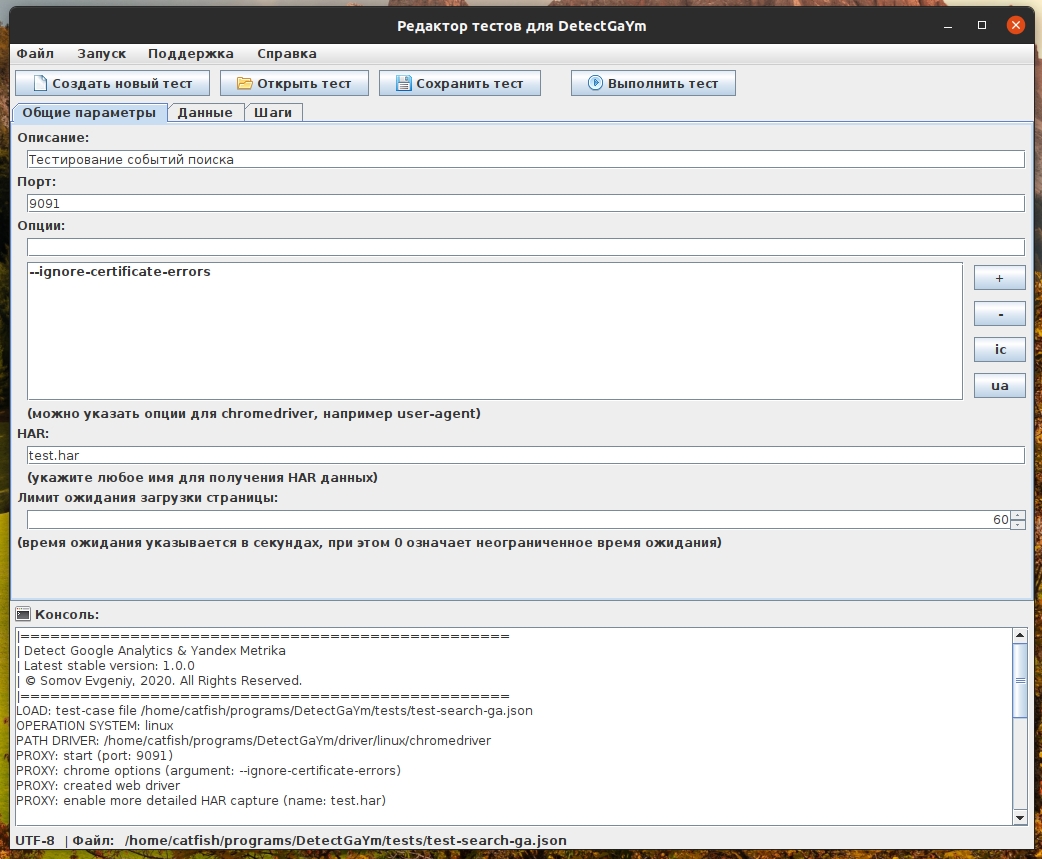 Редактор тестов для DetectGaYm
Файл Запуск Поддержка Справка
Создать новый тест Открыть тест Сохранить тест Выполнить тест
Общие параметры Данные Шаги
Описание:
Тестирование событий поиска
Порт:
9091
Опции:
--ignore-certificate-errors
+
-
ic
ua
(можно указать опции для chromedriver, например user-agent)
HAR:
test.har
(укажите любое имя для получения HAR данных)
Лимит ожидания загрузки страницы:
60
(время ожидания указывается в секундах, при этом 0 означает неограниченное время ожидания)
Консоль:
|=================================================
| Detect Google Analytics & Yandex Metrika
| Latest stable version: 1.0.0
| © Somov Evgeniy, 2020. All Rights Reserved.
|=================================================
LOAD: test-case file /home/catfish/programs/DetectGaYm/tests/test-search-ga.json
OPERATION SYSTEM: linux
PATH DRIVER: /home/catfish/programs/DetectGaYm/driver/linux/chromedriver
PROXY: start (port: 9091)
PROXY: chrome options (argument: --ignore-certificate-errors)
PROXY: created web driver
PROXY: enable more detailed HAR capture (name: test.har)
UTF-8 | Файл: /home/catfish/programs/DetectGaYm/tests/test-search-ga.json